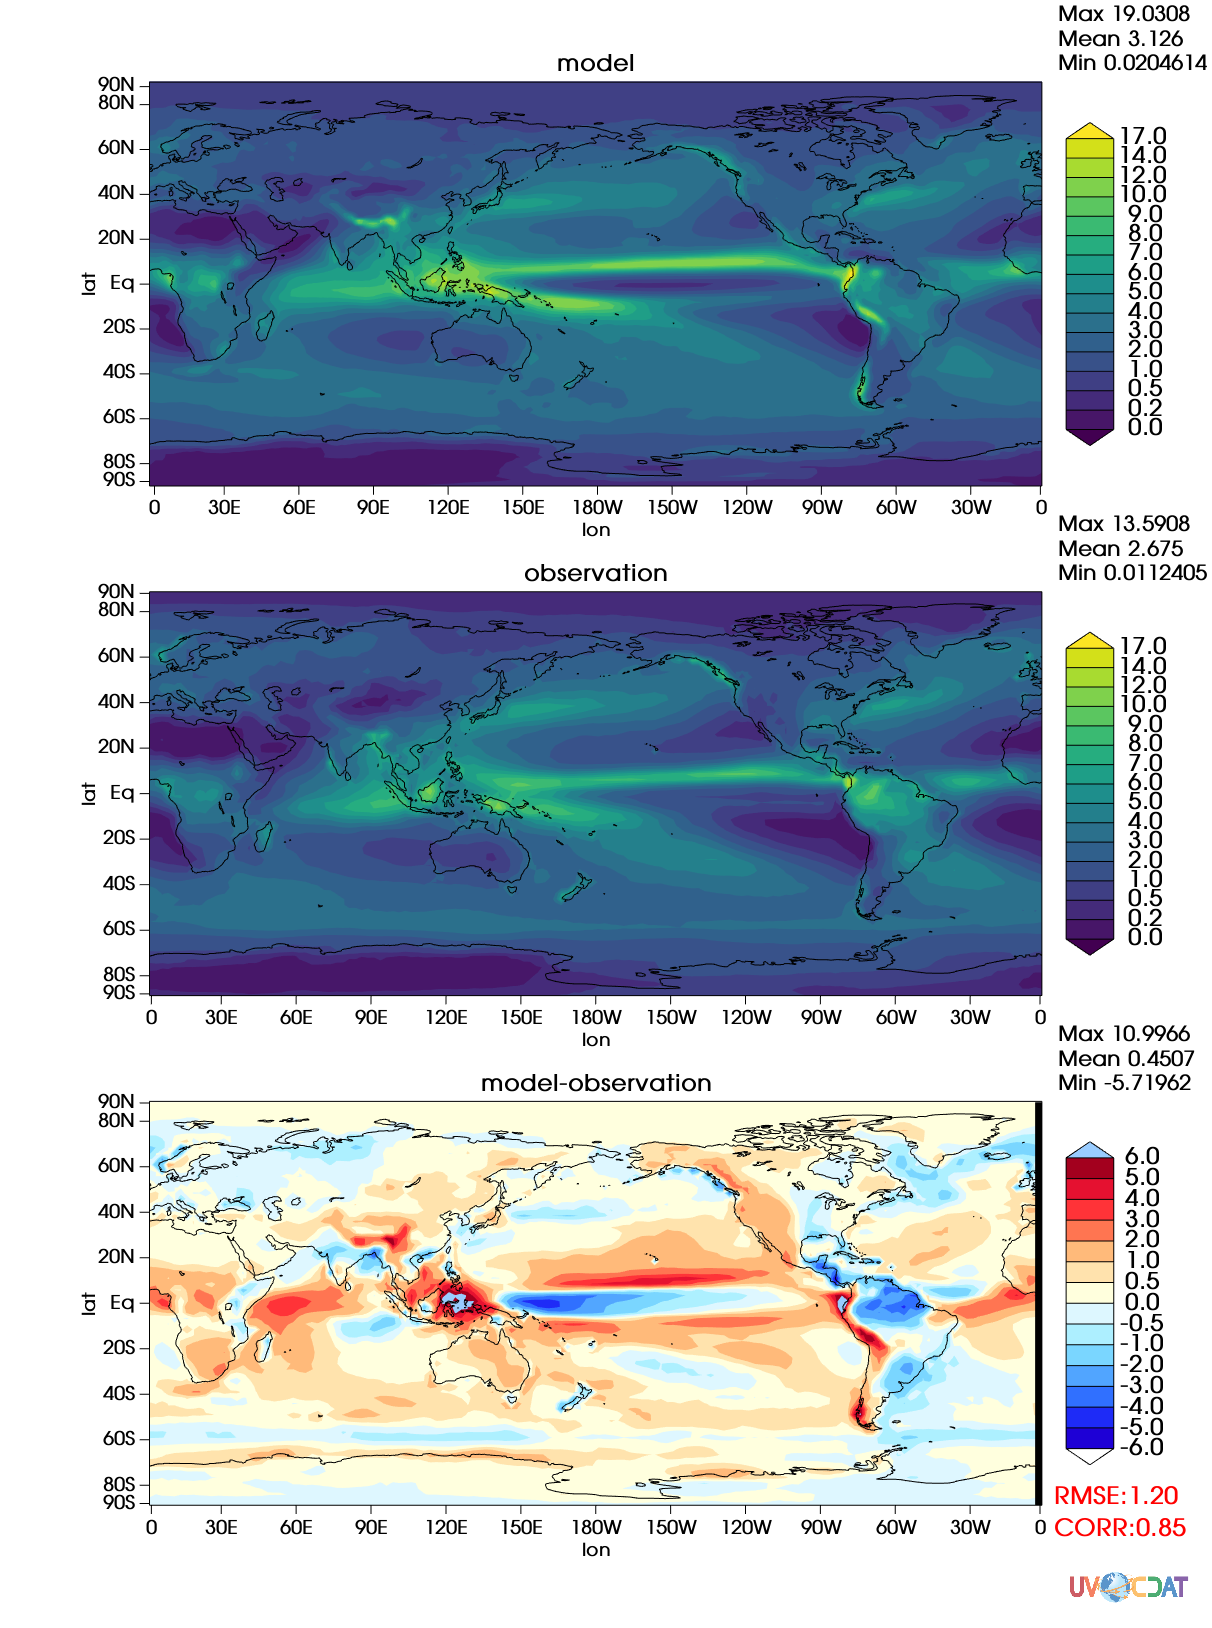 Max 19.0308
Mean 3.126
Min 0.0204614
model
90N
80N
60N
40N
20N
Eq
20S
40S
60S
80S
90S
lat
0 30E 60E 90E 120E 150E 180W 150W 120W 90W 60W 30W 0
lon
17.0
14.0
12.0
10.0
9.0
8.0
7.0
6.0
5.0
4.0
3.0
2.0
1.0
0.5
0.2
0.0
Max 13.5908
Mean 2.675
Min 0.0112405
observation
90N
80N
60N
40N
20N
Eq
20S
40S
60S
80S
90S
lat
0 30E 60E 90E 120E 150E 180W 150W 120W 90W 60W 30W 0
lon
17.0
14.0
12.0
10.0
9.0
8.0
7.0
6.0
5.0
4.0
3.0
2.0
1.0
0.5
0.2
0.0
Max 10.9966
Mean 0.4507
Min -5.71962
model-observation
90N
80N
60N
40N
20N
Eq
20S
40S
60S
80S
90S
lat
0 30E 60E 90E 120E 150E 180W 150W 120W 90W 60W 30W 0
lon
6.0
5.0
4.0
3.0
2.0
1.0
0.5
0.0
-0.5
-1.0
-2.0
-3.0
-4.0
-5.0
-6.0
RMSE:1.20
CORR:0.85
UV CDAT